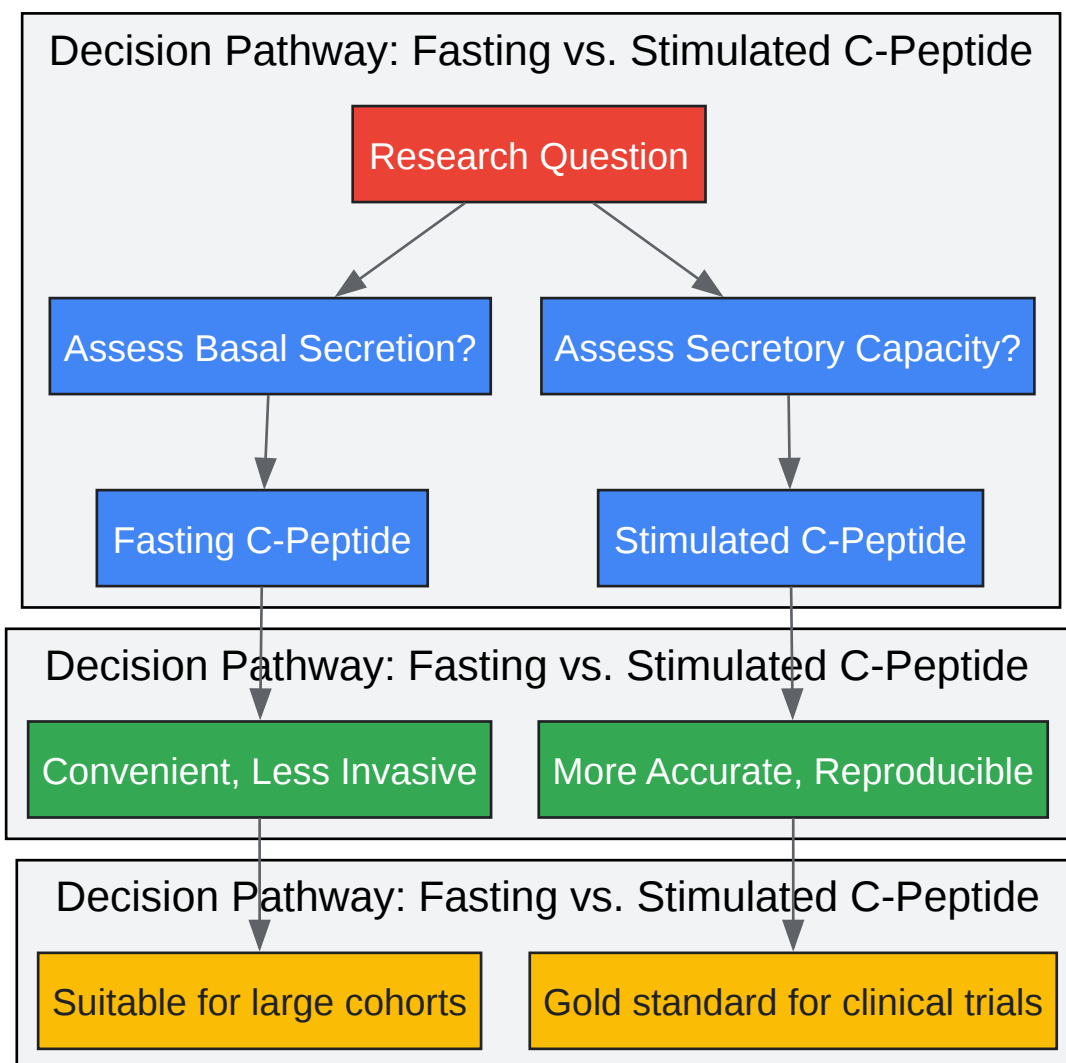 Decision Pathway: Fasting vs. Stimulated C-Peptide
Research Question
Assess Basal Secretion?
Assess Secretory Capacity?
Fasting C-Peptide
Stimulated C-Peptide
Decision Pathway: Fasting vs. Stimulated C-Peptide
Convenient, Less Invasive
More Accurate, Reproducible
Decision Pathway: Fasting vs. Stimulated C-Peptide
Suitable for large cohorts
Gold standard for clinical trials